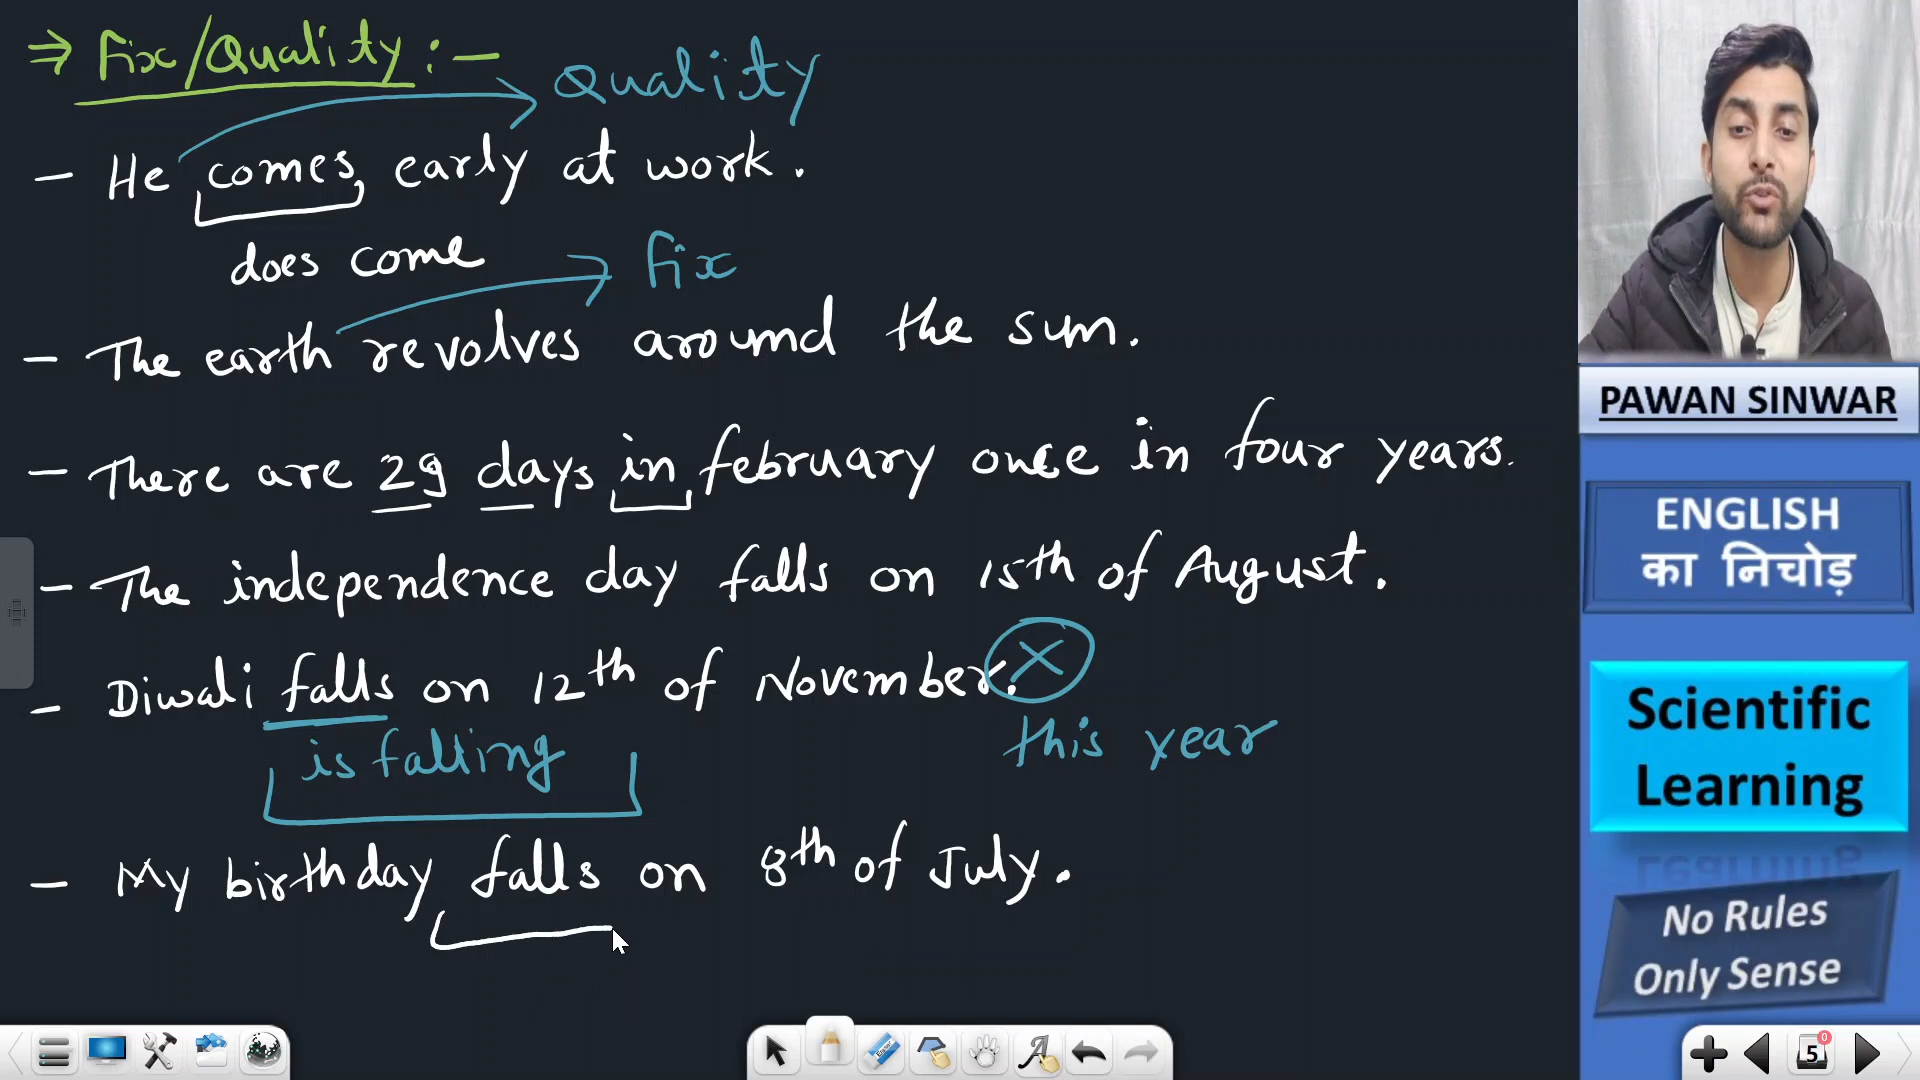 ⇒ Fix/Quality :-
Quality
- He comes early at work.
does come
fix
- The earth revolves around the sun.
- There are 29 days in february once in four years.
- The independence day falls on 15th of August.
- Diwali falls on 12th of November. X
is falling
this year
- My birthday falls on 8th of July.
PAWAN SINWAR
ENGLISH
का निचोड़
Scientific
Learning
No Rules
Only Sense
5
0